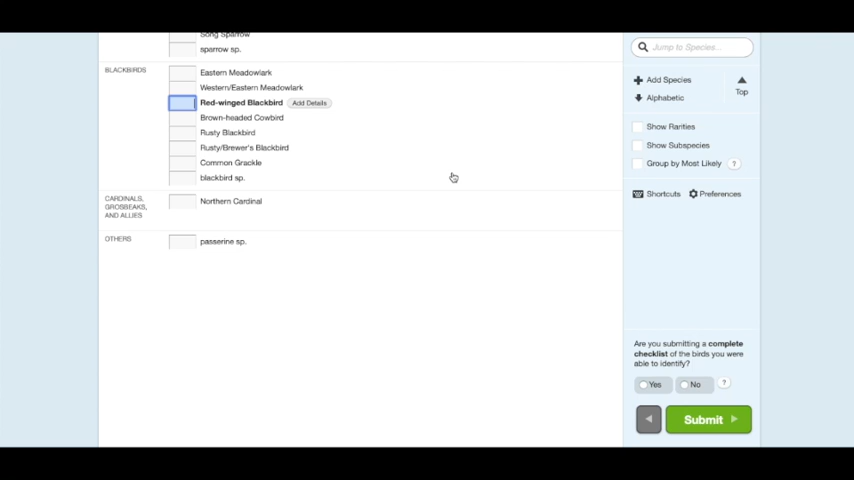 Song Sparrow
sparrow sp.
BLACKBIRDS
Eastern Meadowlark
Western/Eastern Meadowlark
Red-winged Blackbird Add Details
Brown-headed Cowbird
Rusty Blackbird
Rusty/Brewer's Blackbird
Common Grackle
blackbird sp.
CARDINALS,
GROSBEAKS,
AND ALLIES
Northern Cardinal
OTHERS
passerine sp.
Jump to Species...
Add Species
Alphabetic
Top
Show Rarities
Show Subspecies
Group by Most Likely ?
Shortcuts Preferences
Are you submitting a complete
checklist of the birds you were
able to identify?
Yes No ?
Submit